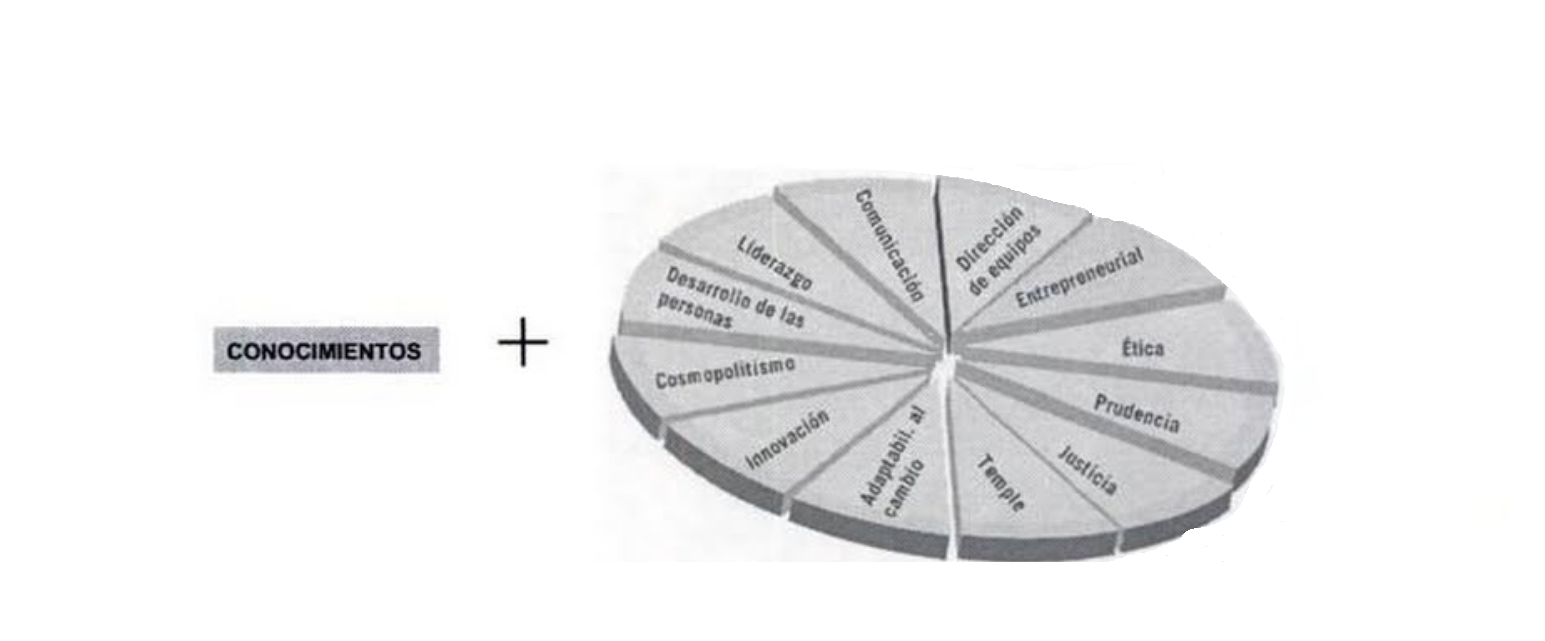 CONOCIMIENTOS
+
Comunicación
Dirección
de equipos
Entrepreneurial
Ética
Prudencia
Justicia
Temple
Adaptabil. al
cambio
Innovación
Cosmopolitismo
Desarrollo de las
personas
Liderazgo